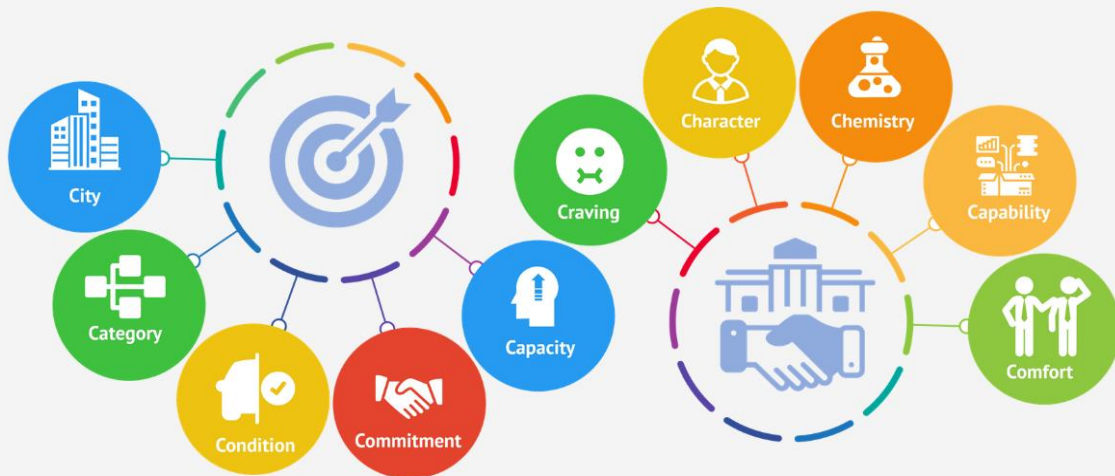 City
Category
Condition
Commitment
Capacity
Craving
Character
Chemistry
Capability
Comfort